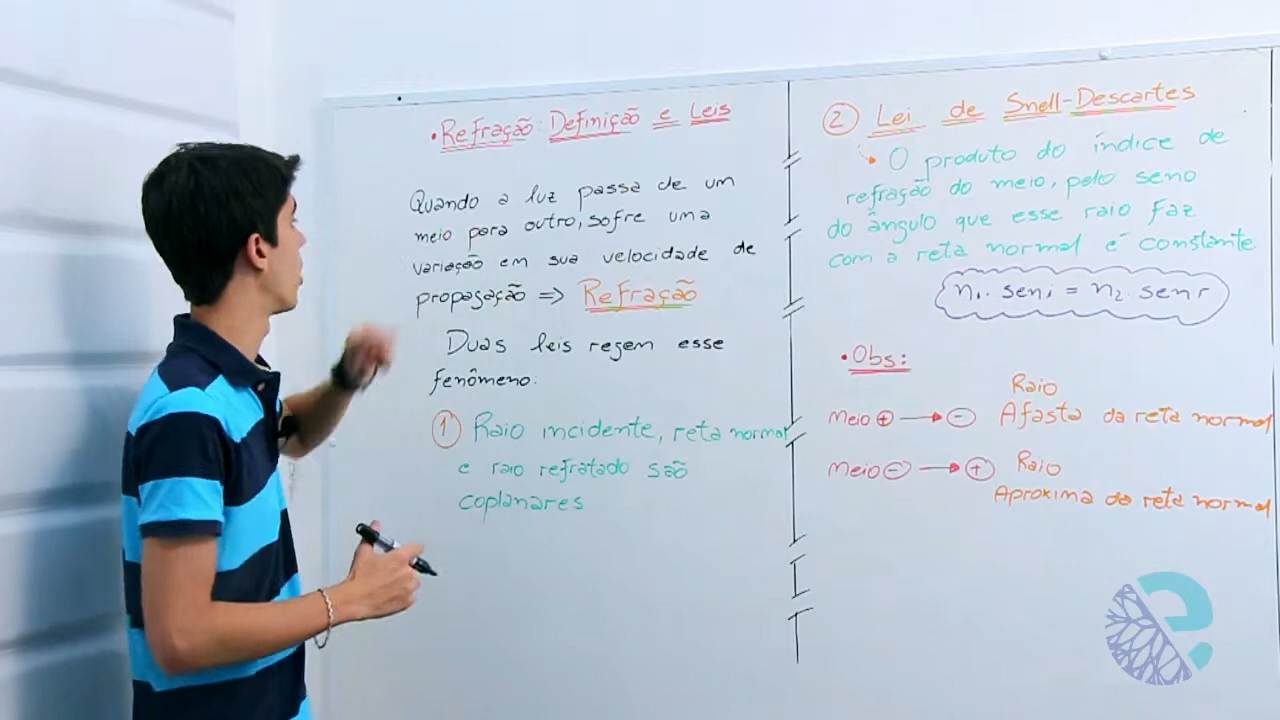 • Refração: Definição e Leis
Quando a luz passa de um
meio para outro, sofre uma
variação em sua velocidade de
propagação => Refração
Duas leis regem esse
fenômeno:
① Raio incidente, reta normal
e raio refratado são
coplanares
② Lei de Snell-Descartes
O produto do índice de
refração do meio, pelo seno
do ângulo que esse raio faz
com a reta normal é constante
n₁. seni = n₂. senr
• Obs:
Raio
Meio ⊕ → ⊖ Afasta da reta normal
Meio ⊖ → ⊕ Raio
Aproxima da reta normal